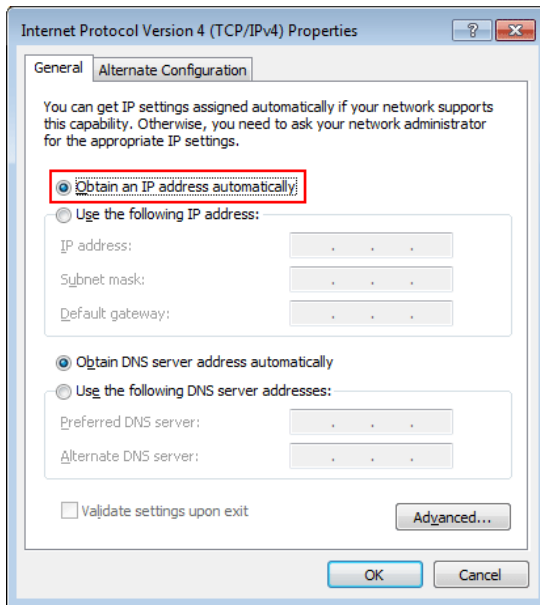 Internet Protocol Version 4 (TCP/IPv4) Properties
General
Alternate Configuration
You can get IP settings assigned automatically if your network supports
this capability. Otherwise, you need to ask your network administrator
for the appropriate IP settings.
Obtain an IP address automatically
Use the following IP address:
IP address:
Subnet mask:
Default gateway:
Obtain DNS server address automatically
Use the following DNS server addresses:
Preferred DNS server:
Alternate DNS server:
Validate settings upon exit
Advanced...
OK
Cancel